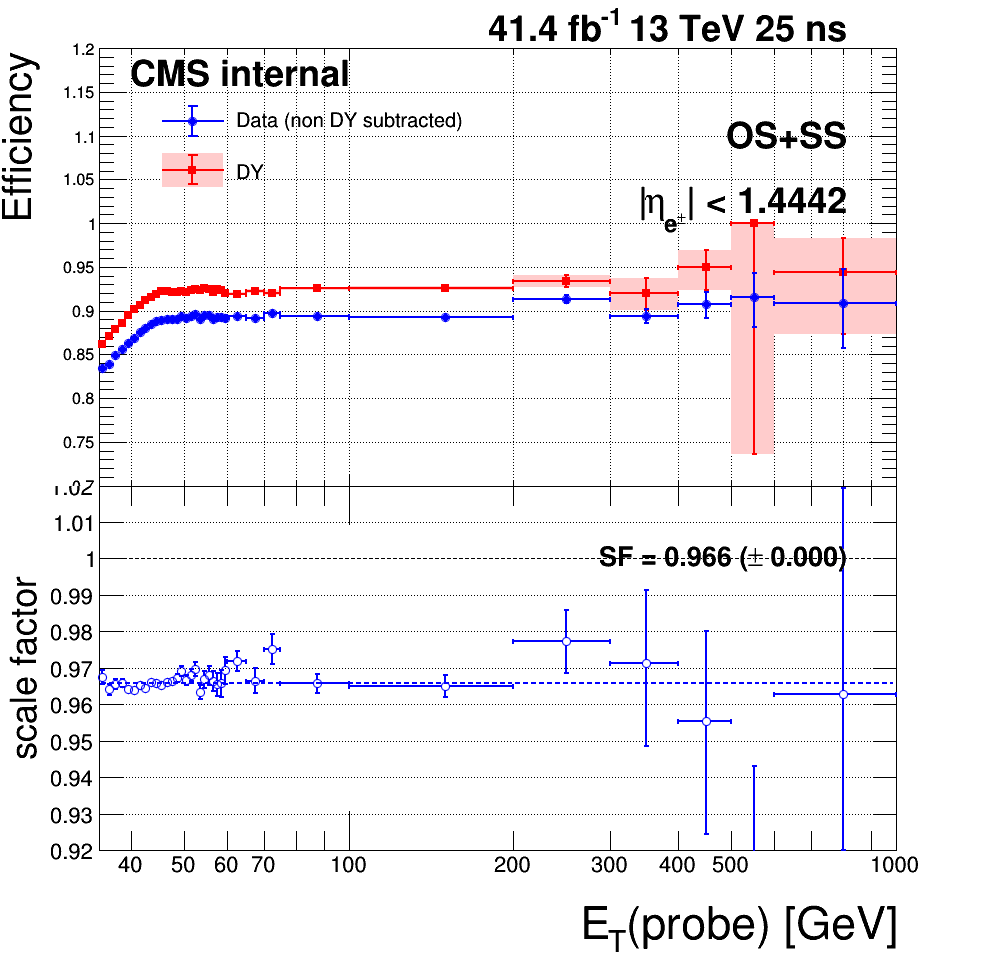 41.4 fb-1 13 TeV 25 ns
Efficiency
1.2
CMS internal
1.15
Data (non DY subtracted)
1.1
OS+SS
DY
1.05
|ηe±| < 1.4442
1
0.95
0.9
0.85
0.8
0.75
1.02
1.01
1
SF = 0.966 (± 0.000)
scale factor
0.99
0.98
0.97
0.96
0.95
0.94
0.93
0.92
40 50 60 70 100 200 300 400 500 1000
ET(probe) [GeV]